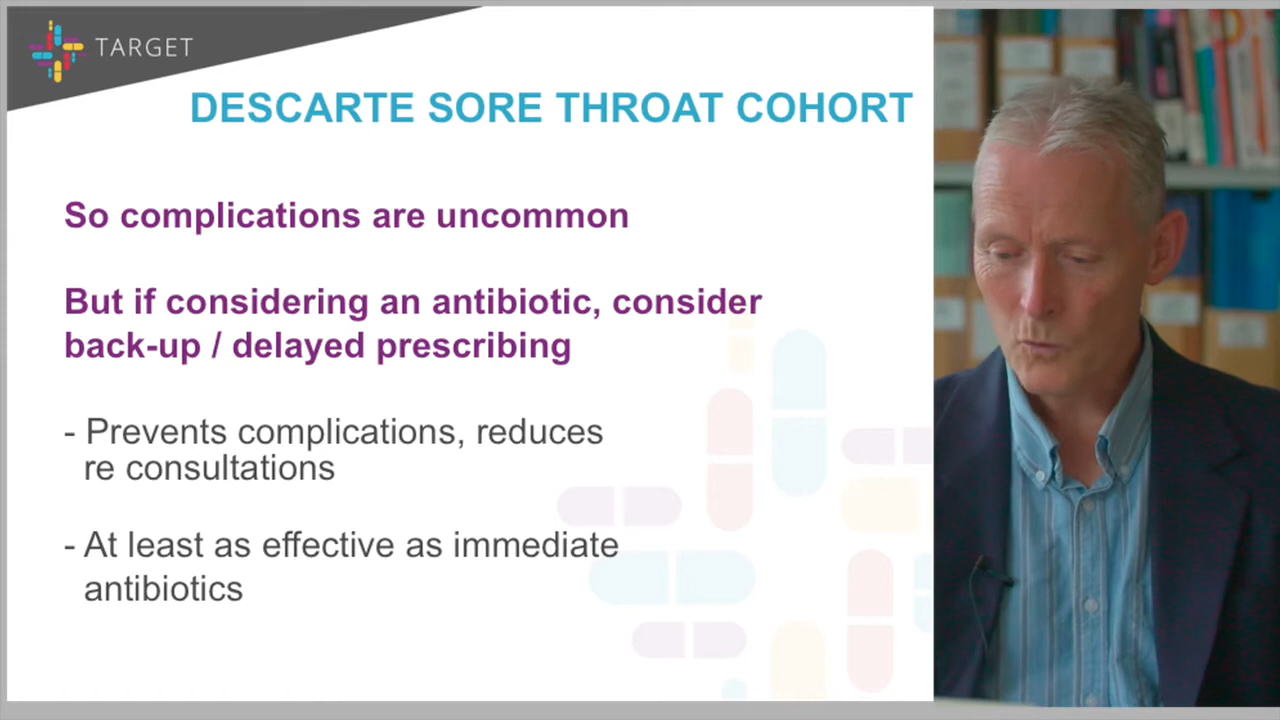 TARGET
DESCARTE SORE THROAT COHORT
So complications are uncommon
But if considering an antibiotic, consider
back-up / delayed prescribing
- Prevents complications, reduces
re consultations
- At least as effective as immediate
antibiotics